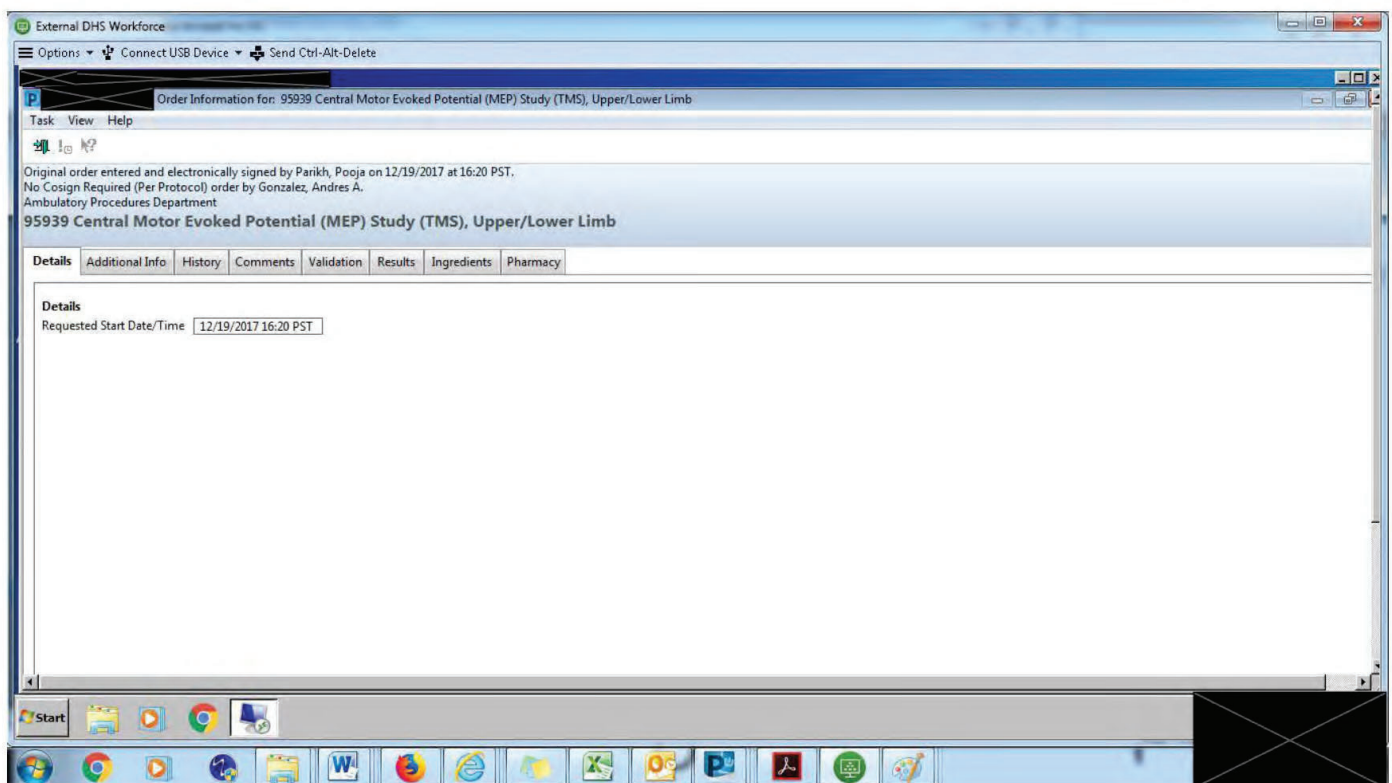 External DHS Workforce
Options Connect USB Device Send Ctrl-Alt-Delete
Order Information for: 95939 Central Motor Evoked Potential (MEP) Study (TMS), Upper/Lower Limb
Task View Help
Original order entered and electronically signed by Parikh, Pooja on 12/19/2017 at 16:20 PST.
No Cosign Required (Per Protocol) order by Gonzalez, Andres A.
Ambulatory Procedures Department
95939 Central Motor Evoked Potential (MEP) Study (TMS), Upper/Lower Limb
Details Additional Info History Comments Validation Results Ingredients Pharmacy
Details
Requested Start Date/Time 12/19/2017 16:20 PST
Start